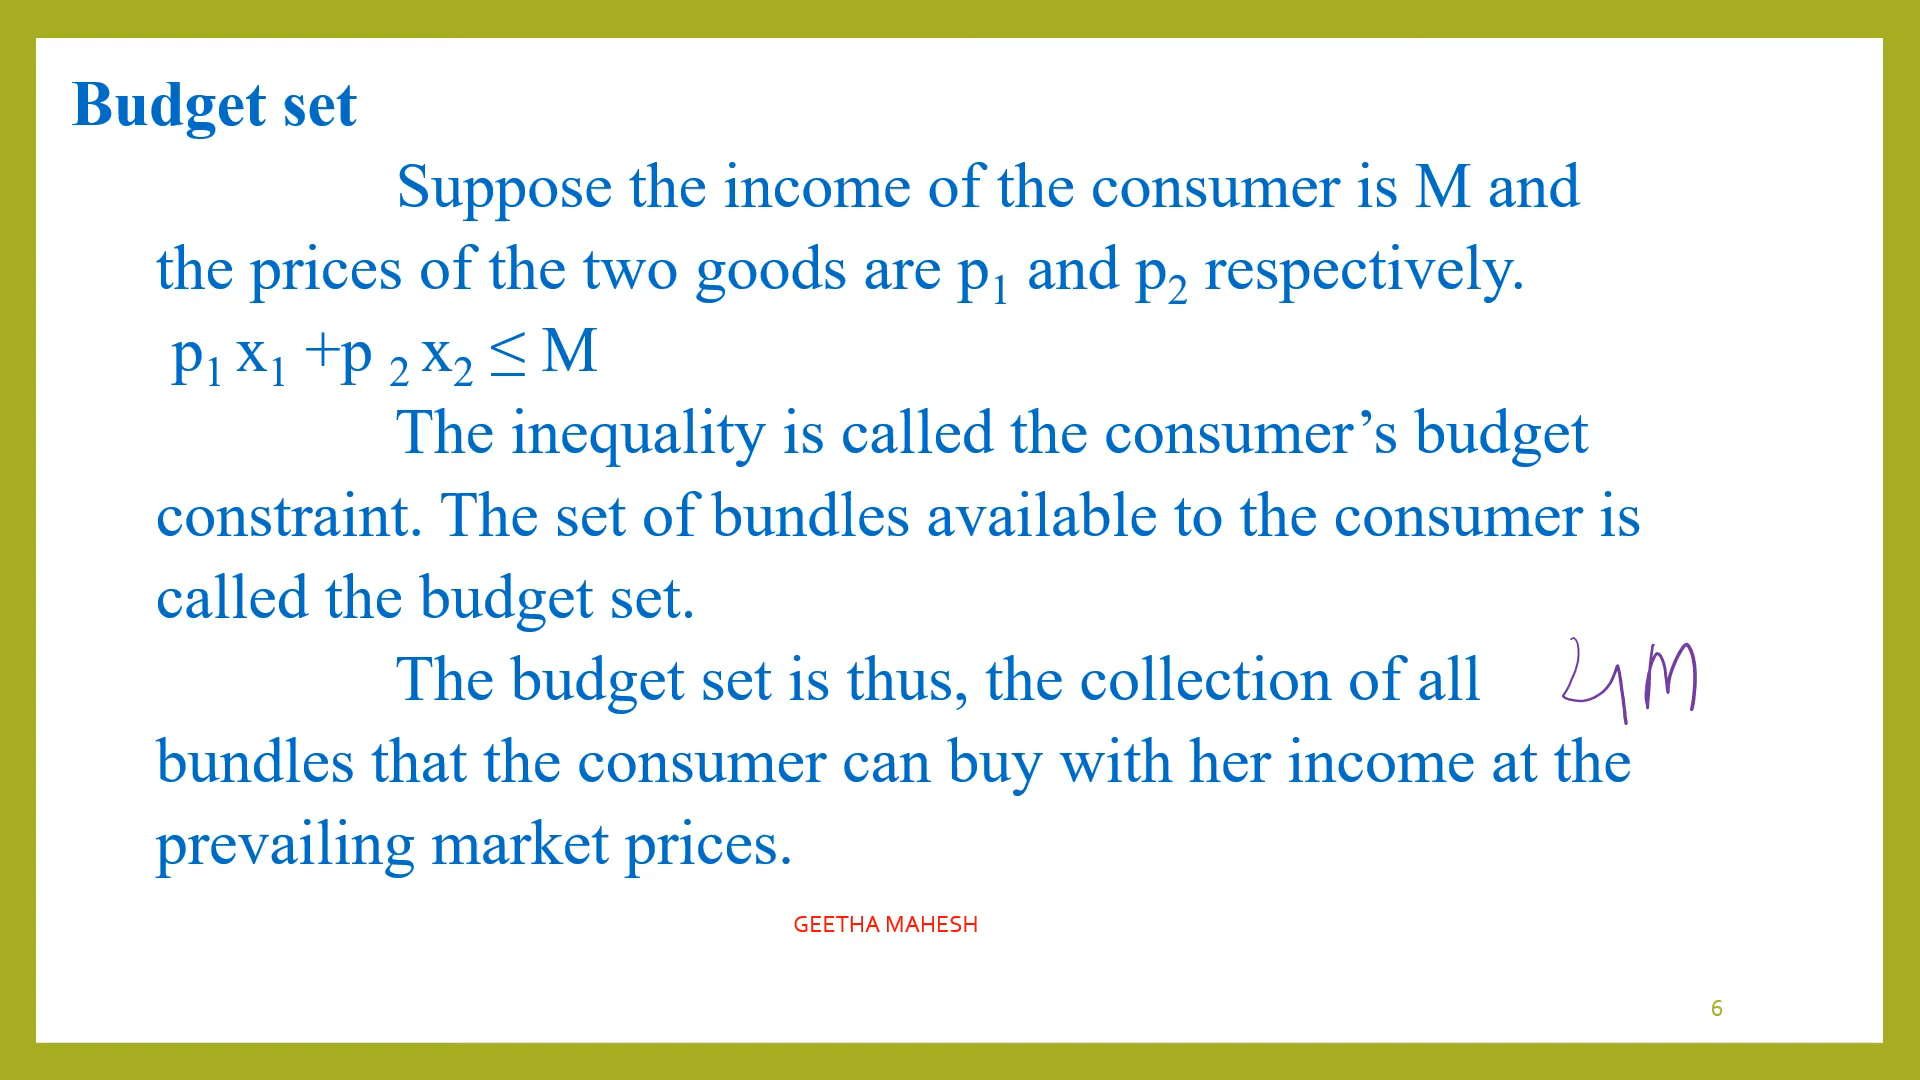 Budget set
Suppose the income of the consumer is M and
the prices of the two goods are p₁ and p₂ respectively.
p₁ x₁ +p ₂ x₂ ≤ M
The inequality is called the consumer’s budget
constraint. The set of bundles available to the consumer is
called the budget set.
The budget set is thus, the collection of all
4M
bundles that the consumer can buy with her income at the
prevailing market prices.
GEETHA MAHESH
6